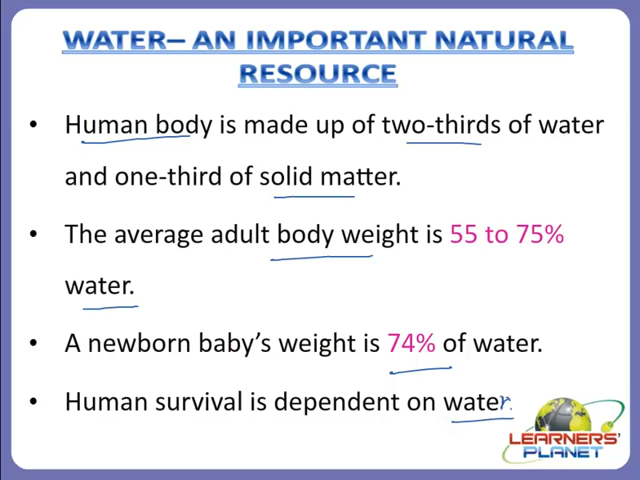 WATER– AN IMPORTANT NATURAL
RESOURCE
• Human body is made up of two-thirds of water
and one-third of solid matter.
• The average adult body weight is 55 to 75%
water.
• A newborn baby’s weight is 74% of water.
• Human survival is dependent on water.
LEARNERS'
PLANET